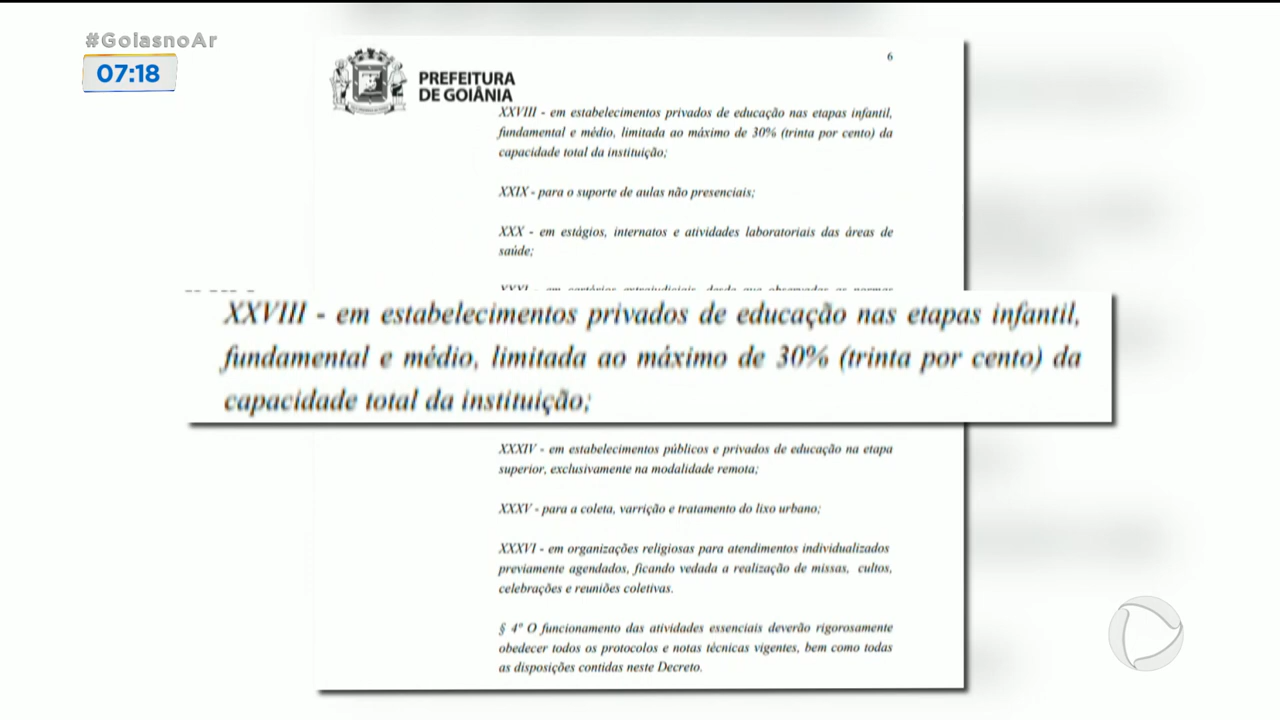 #GoiasnoAr
07:18
6
PREFEITURA
DE GOIÂNIA
XXVIII - em estabelecimentos privados de educação nas etapas infantil,
fundamental e médio, limitada ao máximo de 30% (trinta por cento) da
capacidade total da instituição;
XXIX - para o suporte de aulas não presenciais;
XXX - em estágios, internatos e atividades laboratoriais das áreas de
saúde;
XXVIII - em estabelecimentos privados de educação nas etapas infantil,
fundamental e médio, limitada ao máximo de 30% (trinta por cento) da
capacidade total da instituição;
XXXIV - em estabelecimentos públicos e privados de educação na etapa
superior, exclusivamente na modalidade remota;
XXXV - para a coleta, varrição e tratamento do lixo urbano;
XXXVI - em organizações religiosas para atendimentos individualizados
previamente agendados, ficando vedada a realização de missas, cultos,
celebrações e reuniões coletivas.
§ 4º O funcionamento das atividades essenciais deverão rigorosamente
obedecer todos os protocolos e notas técnicas vigentes, bem como todas
as disposições contidas neste Decreto.